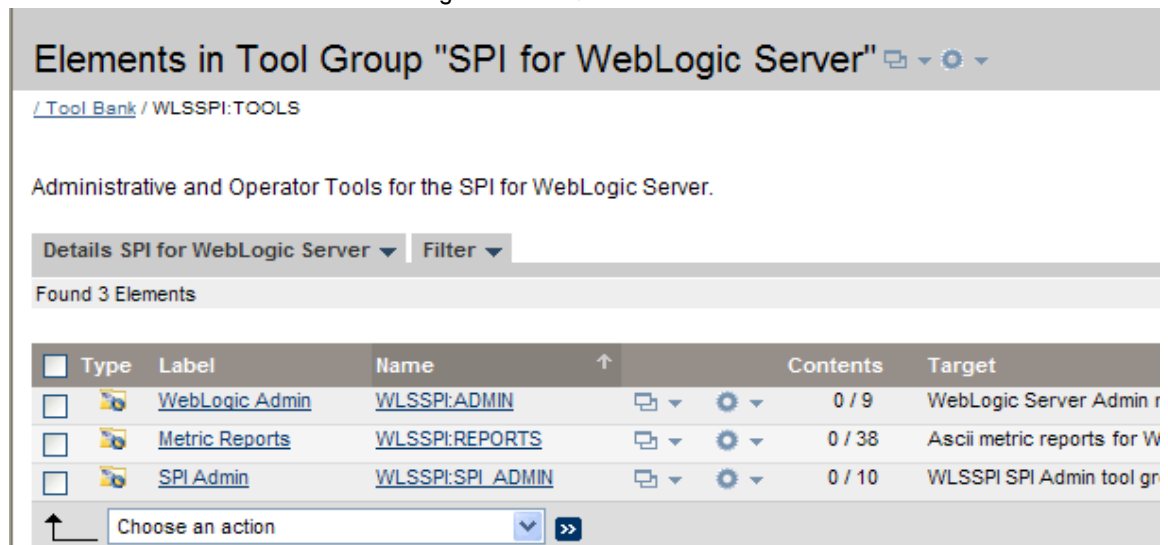 Elements in Tool Group "SPI for WebLogic Server"
/ Tool Bank / WLSSPI:TOOLS
Administrative and Operator Tools for the SPI for WebLogic Server.
Details SPI for WebLogic Server Filter
Found 3 Elements
Type Label Name Contents Target
WebLogic Admin WLSSPI:ADMIN 0 / 9 WebLogic Server Admin
Metric Reports WLSSPI:REPORTS 0 / 38 Ascii metric reports for
SPI Admin WLSSPI:SPI_ADMIN 0 / 10 WLSSPI SPI Admin tool
Choose an action